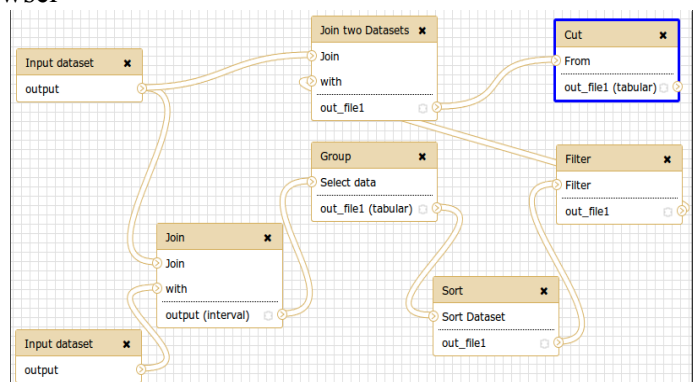 Input dataset
output
Join two Datasets
Join
with
out_file1
Cut
From
out_file1 (tabular)
Group
Select data
out_file1 (tabular)
Filter
Filter
out_file1
Join
Join
with
output (interval)
Sort
Sort Dataset
out_file1
Input dataset
output